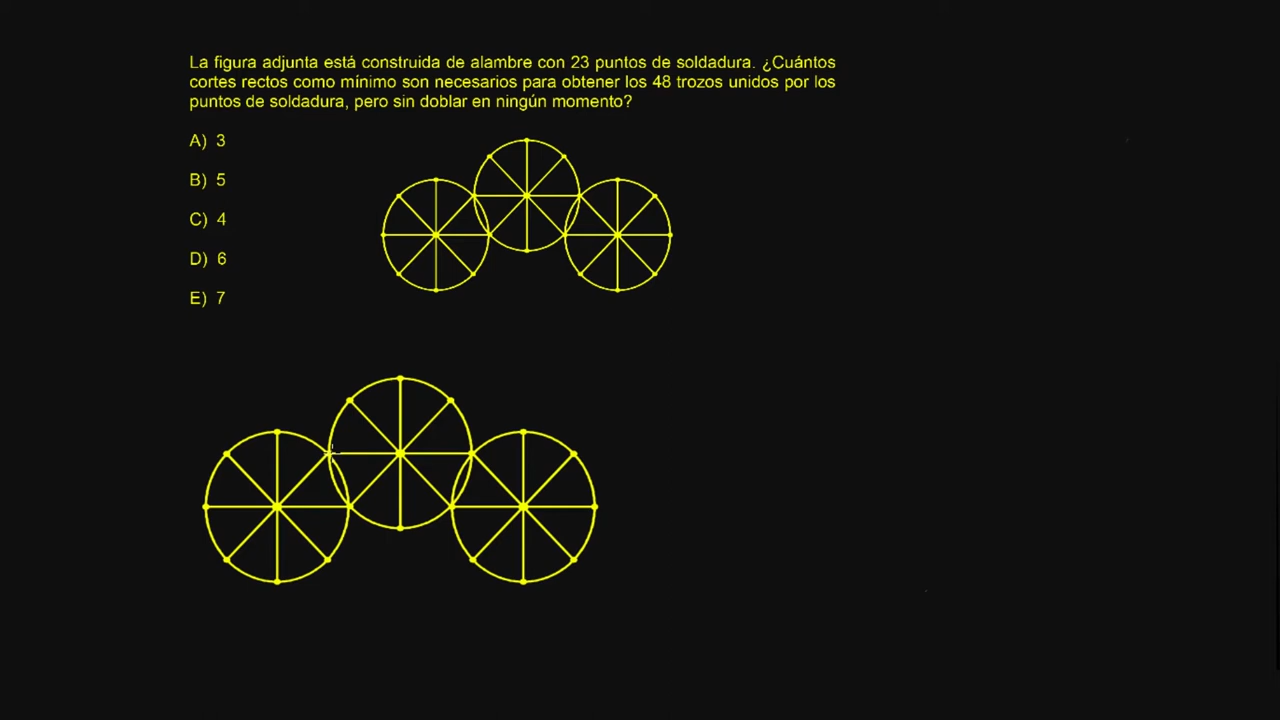 La figura adjunta está construida de alambre con 23 puntos de soldadura. ¿Cuántos
cortes rectos como mínimo son necesarios para obtener los 48 trozos unidos por los
puntos de soldadura, pero sin doblar en ningún momento?
A) 3
B) 5
C) 4
D) 6
E) 7